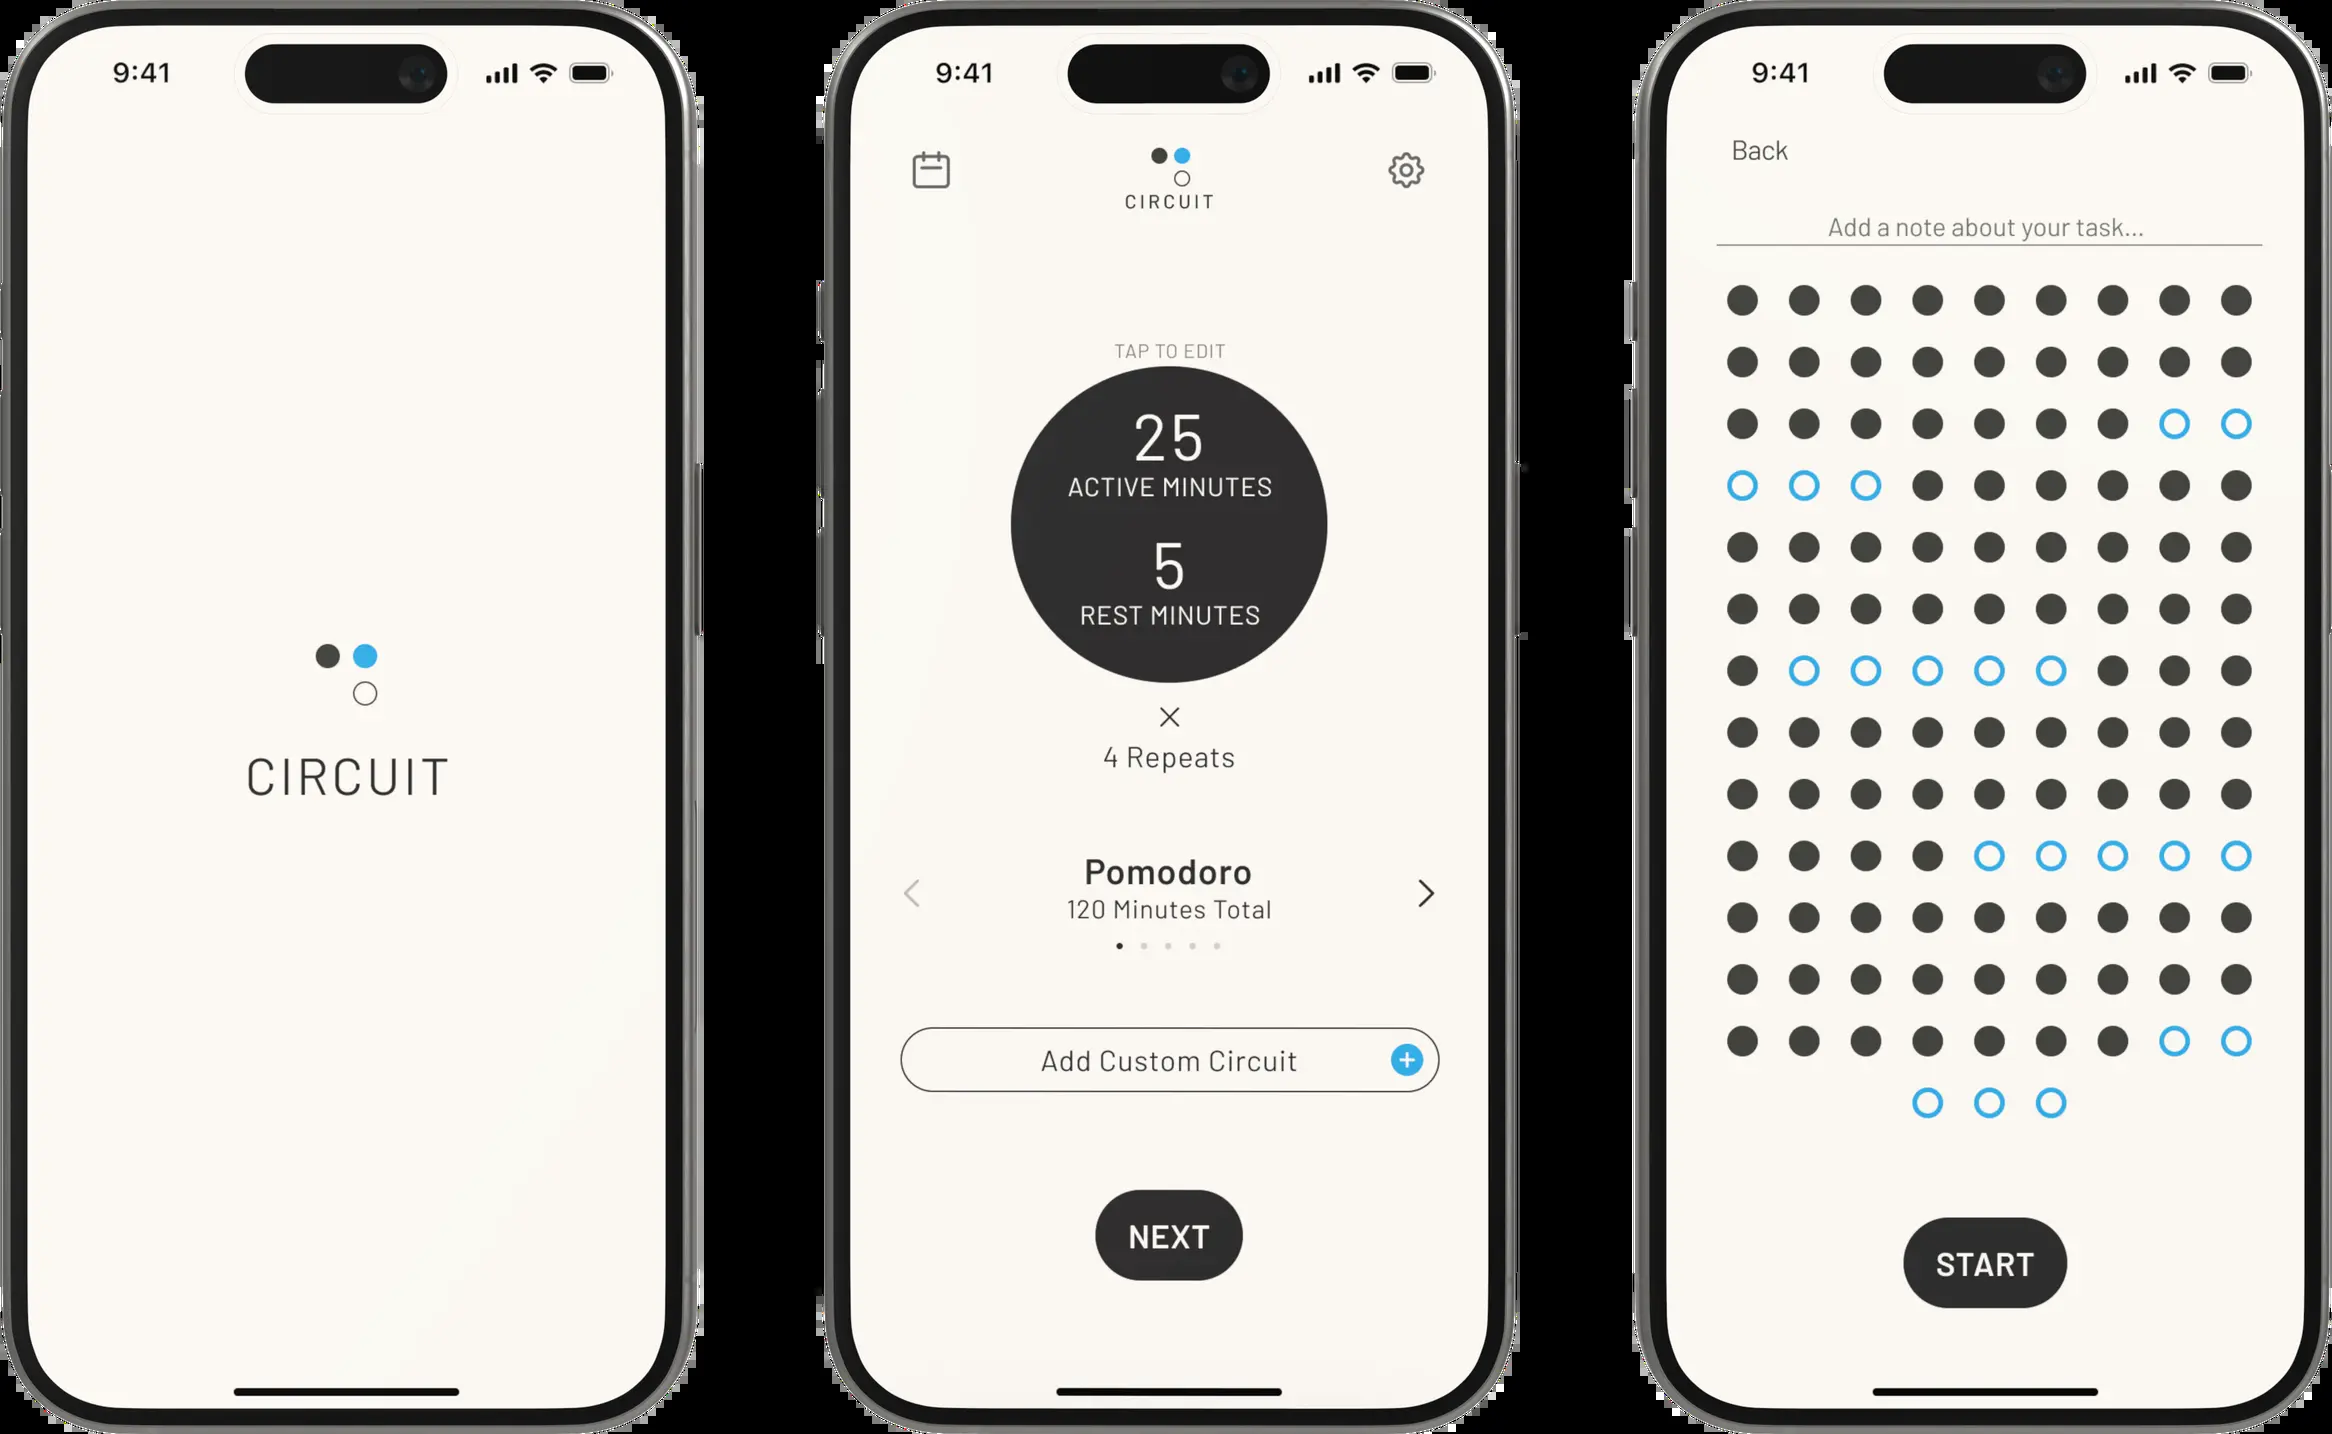 9:41
CIRCUIT
9:41
CIRCUIT
TAP TO EDIT
25
ACTIVE MINUTES
5
REST MINUTES
×
4 Repeats
Pomodoro
120 Minutes Total
Add Custom Circuit
NEXT
9:41
Back
Add a note about your task...
START